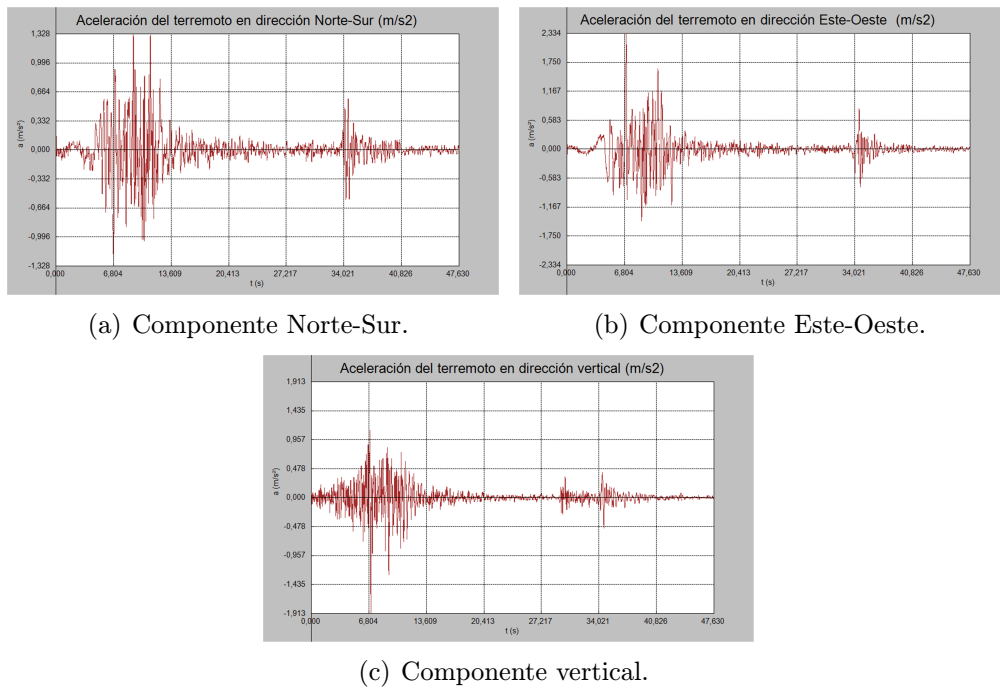 Aceleración del terremoto en dirección Norte-Sur (m/s2)
1,328
0,996
0,664
0,332
0,000
-0,332
-0,664
-0,996
-1,328
a (m/s²)
0,000 6,804 13,609 20,413 27,217 34,021 40,826 47,630
t (s)
(a) Componente Norte-Sur.
Aceleración del terremoto en dirección Este-Oeste (m/s2)
2,334
1,750
1,167
0,583
0,000
-0,583
-1,167
-1,750
-2,334
a (m/s²)
0,000 6,804 13,609 20,413 27,217 34,021 40,826 47,630
t (s)
(b) Componente Este-Oeste.
Aceleración del terremoto en dirección vertical (m/s2)
1,913
1,435
0,957
0,478
0,000
-0,478
-0,957
-1,435
-1,913
a (m/s²)
0,000 6,804 13,609 20,413 27,217 34,021 40,826 47,630
t (s)
(c) Componente vertical.